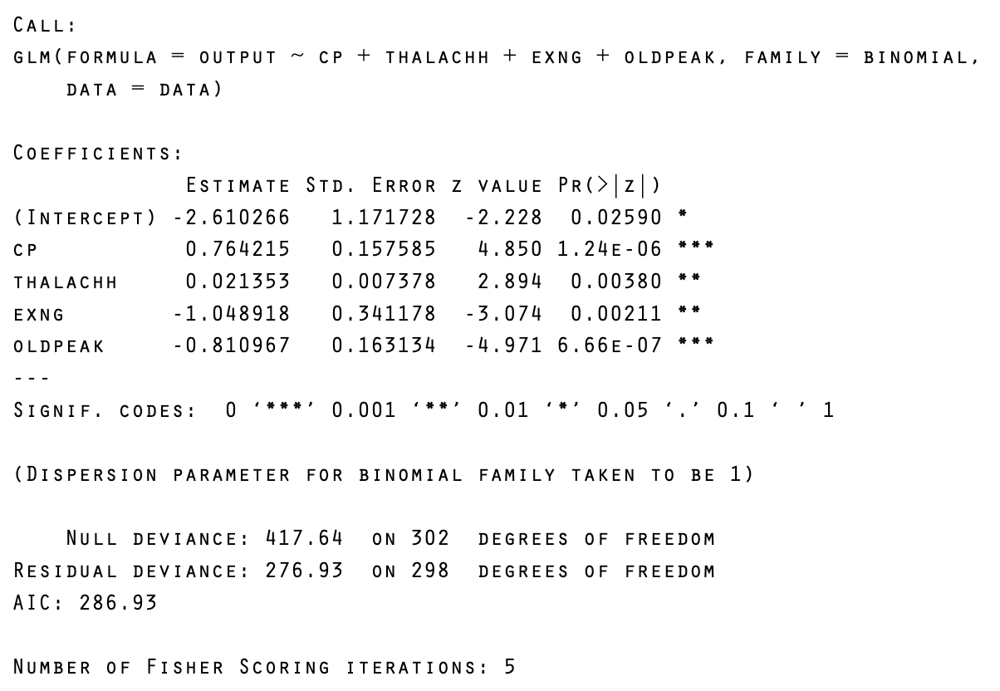 Call:
glm(formula = output ~ cp + thalachh + exng + oldpeak, family = binomial,
    data = data)

Coefficients:
             Estimate Std. Error z value Pr(>|z|)
(Intercept) -2.610266   1.171728  -2.228  0.02590 *
cp           0.764215   0.157585   4.850 1.24e-06 ***
thalachh     0.021353   0.007378   2.894  0.00380 **
exng        -1.048918   0.341178  -3.074  0.00211 **
oldpeak     -0.810967   0.163134  -4.971 6.66e-07 ***
---
Signif. codes:  0 ‘***’ 0.001 ‘**’ 0.01 ‘*’ 0.05 ‘.’ 0.1 ‘ ’ 1

(Dispersion parameter for binomial family taken to be 1)

    Null deviance: 417.64  on 302  degrees of freedom
Residual deviance: 276.93  on 298  degrees of freedom
AIC: 286.93

Number of Fisher Scoring iterations: 5